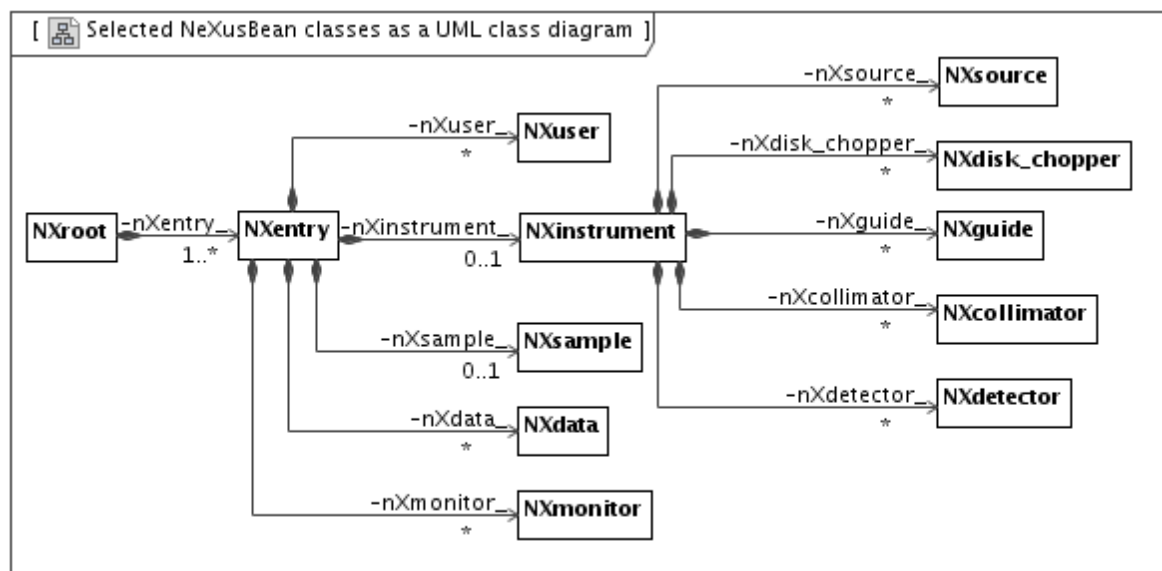 [ Selected NeXusBean classes as a UML class diagram ]
-nXsource_
*
NXsource
-nXuser_
*
NXuser
-nXdisk_chopper_
*
NXdisk_chopper
NXroot
-nXentry_
1..*
NXentry
-nXinstrument_
0..1
NXinstrument
-nXguide_
*
NXguide
-nXcollimator_
*
NXcollimator
-nXsample_
0..1
NXsample
-nXdetector_
*
NXdetector
-nXdata_
*
NXdata
-nXmonitor_
*
NXmonitor